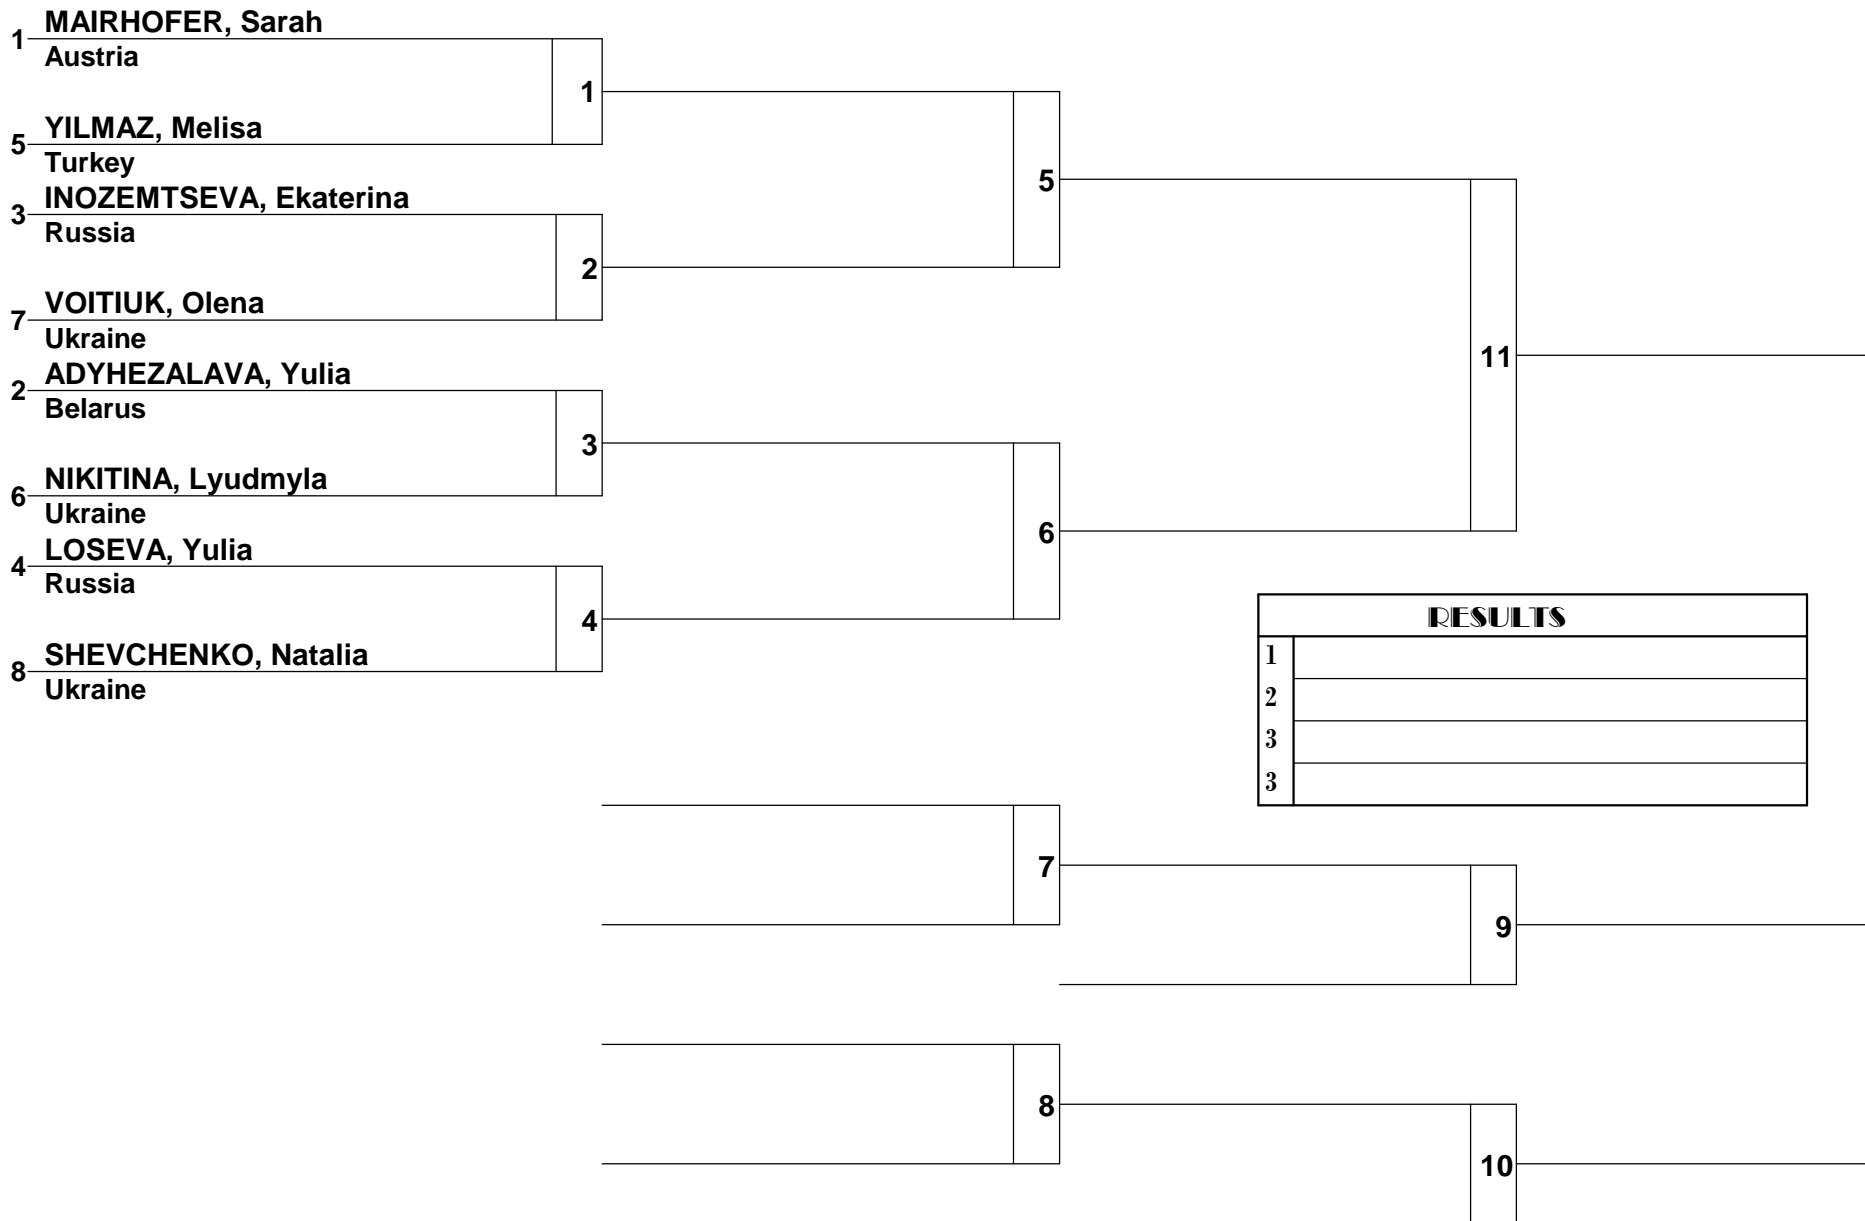 1 MAIRHOFER, Sarah
Austria
1
5 YILMAZ, Melisa
Turkey
5
3 INOZEMTSEVA, Ekaterina
Russia
2
7 VOITIUK, Olena
Ukraine
11
2 ADYHEZALAVA, Yulia
Belarus
3
6 NIKITINA, Lyudmyla
Ukraine
6
4 LOSEVA, Yulia
Russia
4
8 SHEVCHENKO, Natalia
Ukraine
RESULTS
1
2
3
3
7
9
8
10